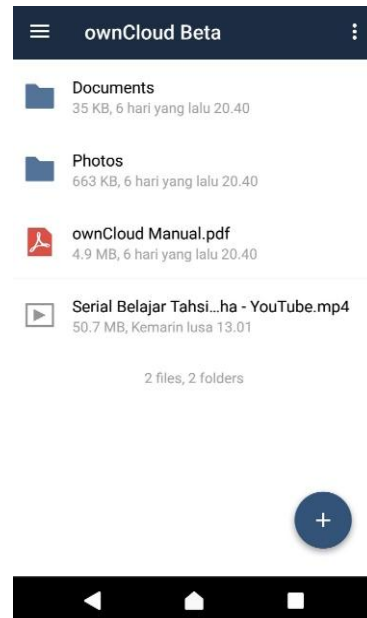 ownCloud Beta
Documents
35 KB, 6 hari yang lalu 20.40
Photos
663 KB, 6 hari yang lalu 20.40
ownCloud Manual.pdf
4.9 MB, 6 hari yang lalu 20.40
Serial Belajar Tahsi...ha - YouTube.mp4
50.7 MB, Kemarin lusa 13.01
2 files, 2 folders